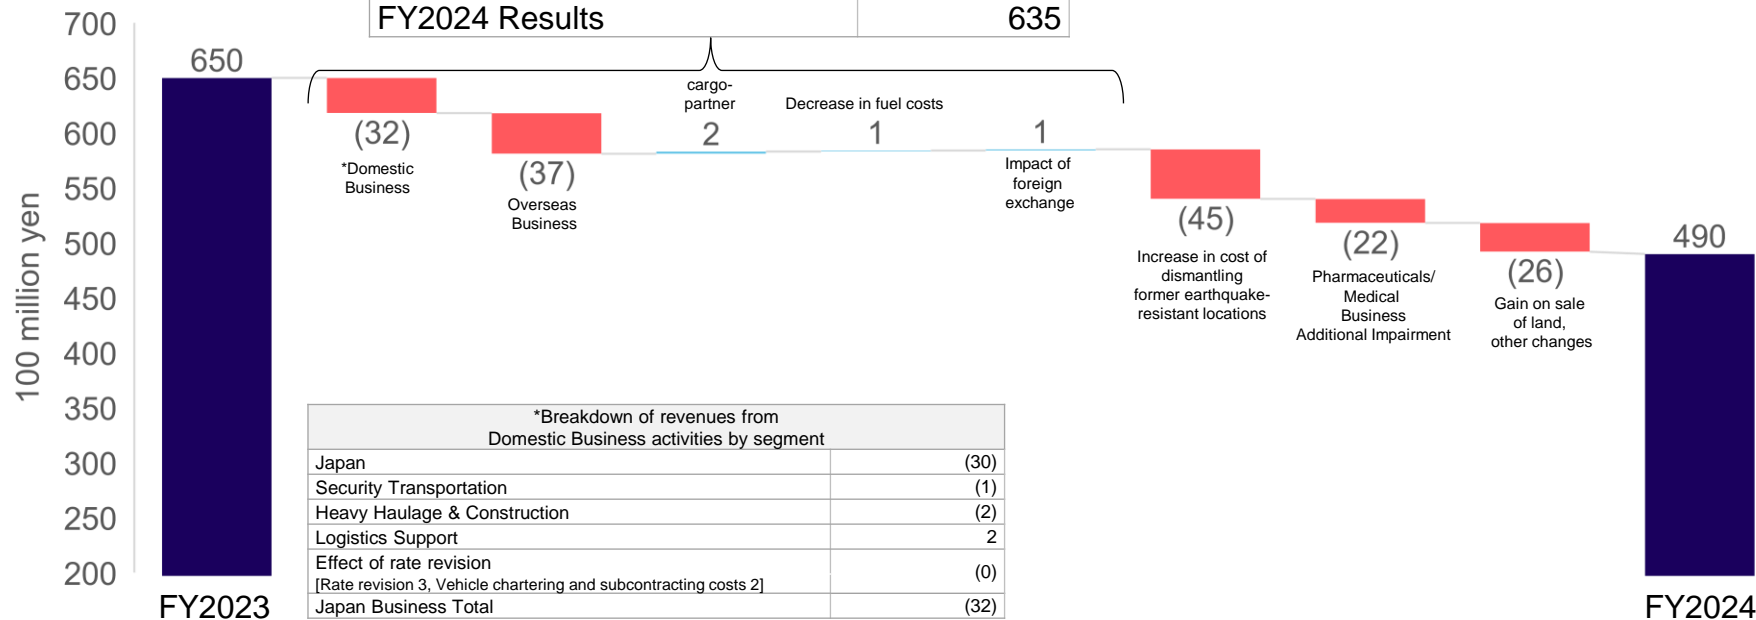 FY2024 Results 635
700
650
600
550
500
450
400
350
300
250
200
100 million yen
650
(32)
*Domestic
Business
(37)
Overseas
Business
cargo-
partner
2
Decrease in fuel costs
1
1
Impact of
foreign
exchange
(45)
Increase in cost of
dismantling
former earthquake-
resistant locations
(22)
Pharmaceuticals/
Medical
Business
Additional Impairment
(26)
Gain on sale
of land,
other changes
490
*Breakdown of revenues from
Domestic Business activities by segment
Japan (30)
Security Transportation (1)
Heavy Haulage & Construction (2)
Logistics Support 2
Effect of rate revision (0)
[Rate revision 3, Vehicle chartering and subcontracting costs 2]
Japan Business Total (32)
FY2023
FY2024